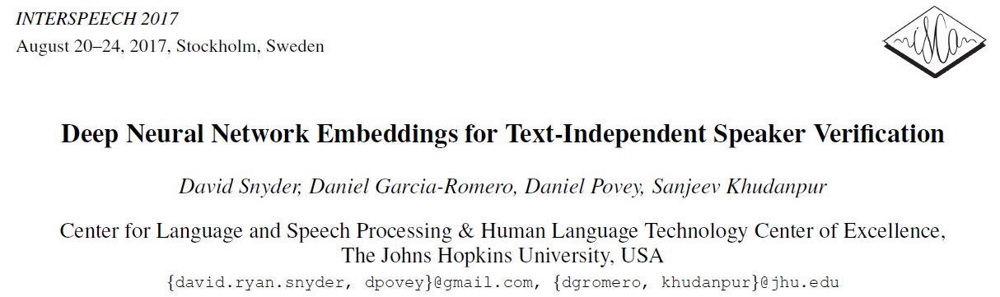 INTERSPEECH 2017
August 20–24, 2017, Stockholm, Sweden
isca
Deep Neural Network Embeddings for Text-Independent Speaker Verification
David Snyder, Daniel Garcia-Romero, Daniel Povey, Sanjeev Khudanpur
Center for Language and Speech Processing & Human Language Technology Center of Excellence,
The Johns Hopkins University, USA
{david.ryan.snyder, dpovey}@gmail.com, {dgromero, khudanpur}@jhu.edu